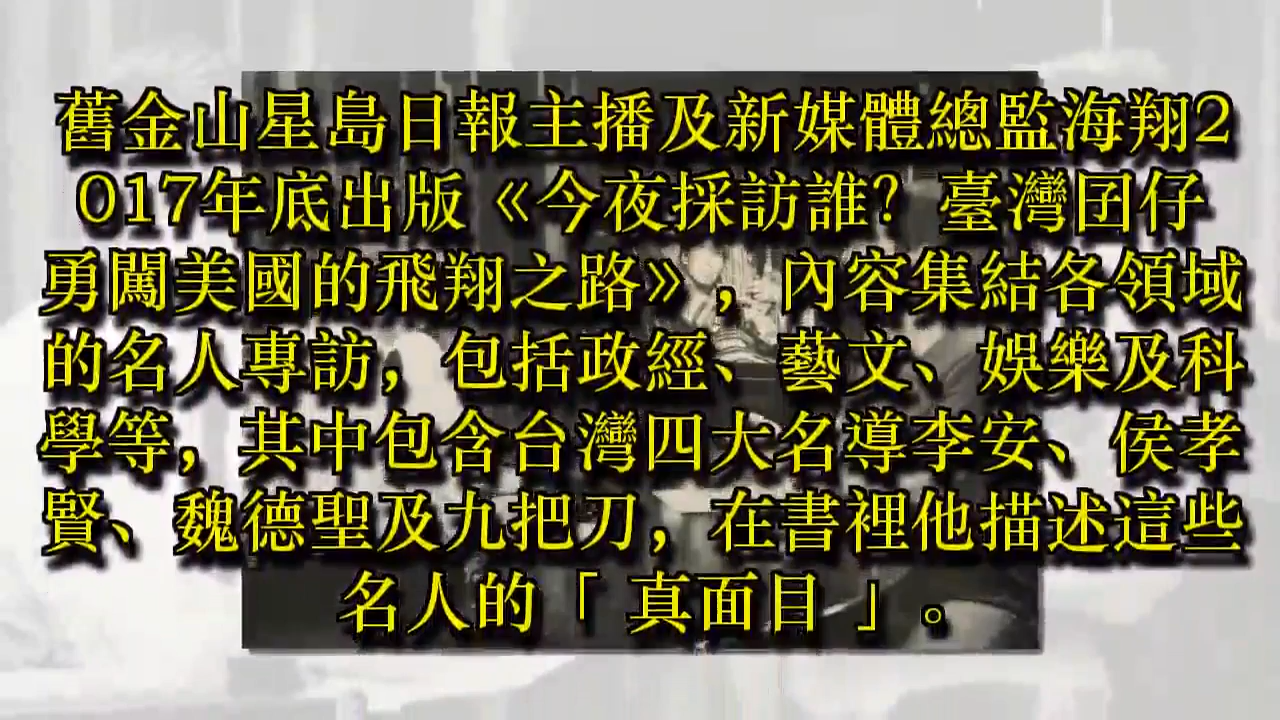 舊金山星島日報主播及新媒體總監海翔2
017年底出版《今夜採訪誰？臺灣囝仔
勇闖美國的飛翔之路》，內容集結各領域
的名人專訪，包括政經、藝文、娛樂及科
學等，其中包含台灣四大名導李安、侯孝
賢、魏德聖及九把刀，在書裡他描述這些
名人的「真面目」。